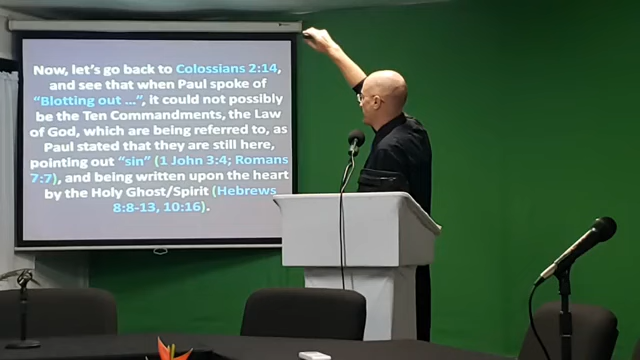 Now, let's go back to Colossians 2:14,
and see that when Paul spoke of
"Blotting out ...", it could not possibly
be the Ten Commandments, the Law
of God, which are being referred to, as
Paul stated that they are still here,
pointing out "sin" (1 John 3:4; Romans
7:7), and being written upon the heart
by the Holy Ghost/Spirit (Hebrews
8:8-13, 10:16).